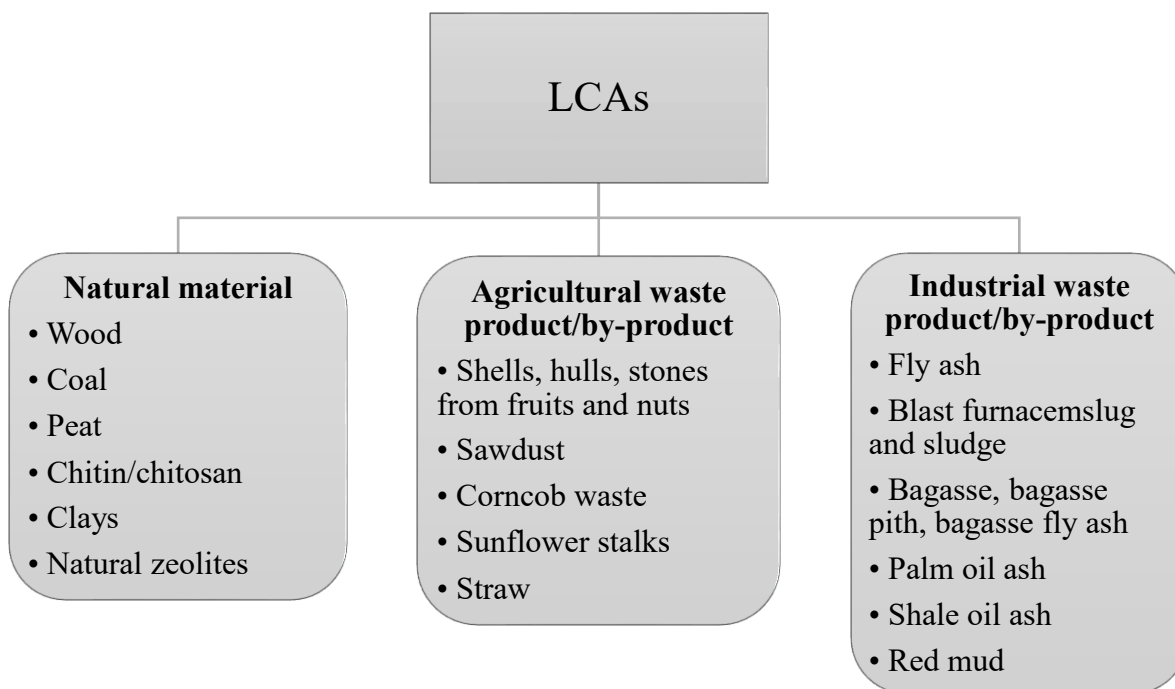 LCAs
Natural material
• Wood
• Coal
• Peat
• Chitin/chitosan
• Clays
• Natural zeolites
Agricultural waste
product/by-product
• Shells, hulls, stones
from fruits and nuts
• Sawdust
• Corncob waste
• Sunflower stalks
• Straw
Industrial waste
product/by-product
• Fly ash
• Blast furnacemslug
and sludge
• Bagasse, bagasse
pith, bagasse fly ash
• Palm oil ash
• Shale oil ash
• Red mud